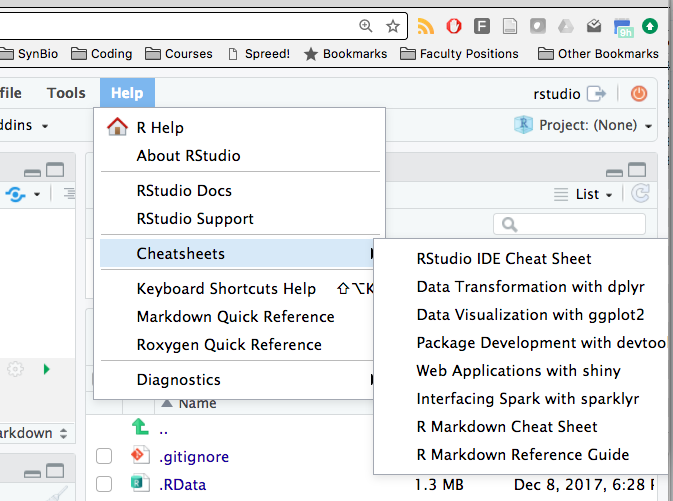 SynBio Coding Courses Spreed! Bookmarks Faculty Positions Other Bookmarks
9h
file Tools Help rstudio
ddins Project: (None)
R Help
About RStudio
RStudio Docs
List
RStudio Support
Cheatsheets
RStudio IDE Cheat Sheet
Keyboard Shortcuts Help ⇧⌥K
Data Transformation with dplyr
Markdown Quick Reference
Data Visualization with ggplot2
Roxygen Quick Reference
Package Development with devtoo
Web Applications with shiny
Diagnostics
Interfacing Spark with sparklyr
Name
R Markdown Cheat Sheet
arkdown
..
.gitignore
R Markdown Reference Guide
.RData 1.3 MB Dec 8, 2017, 6:28